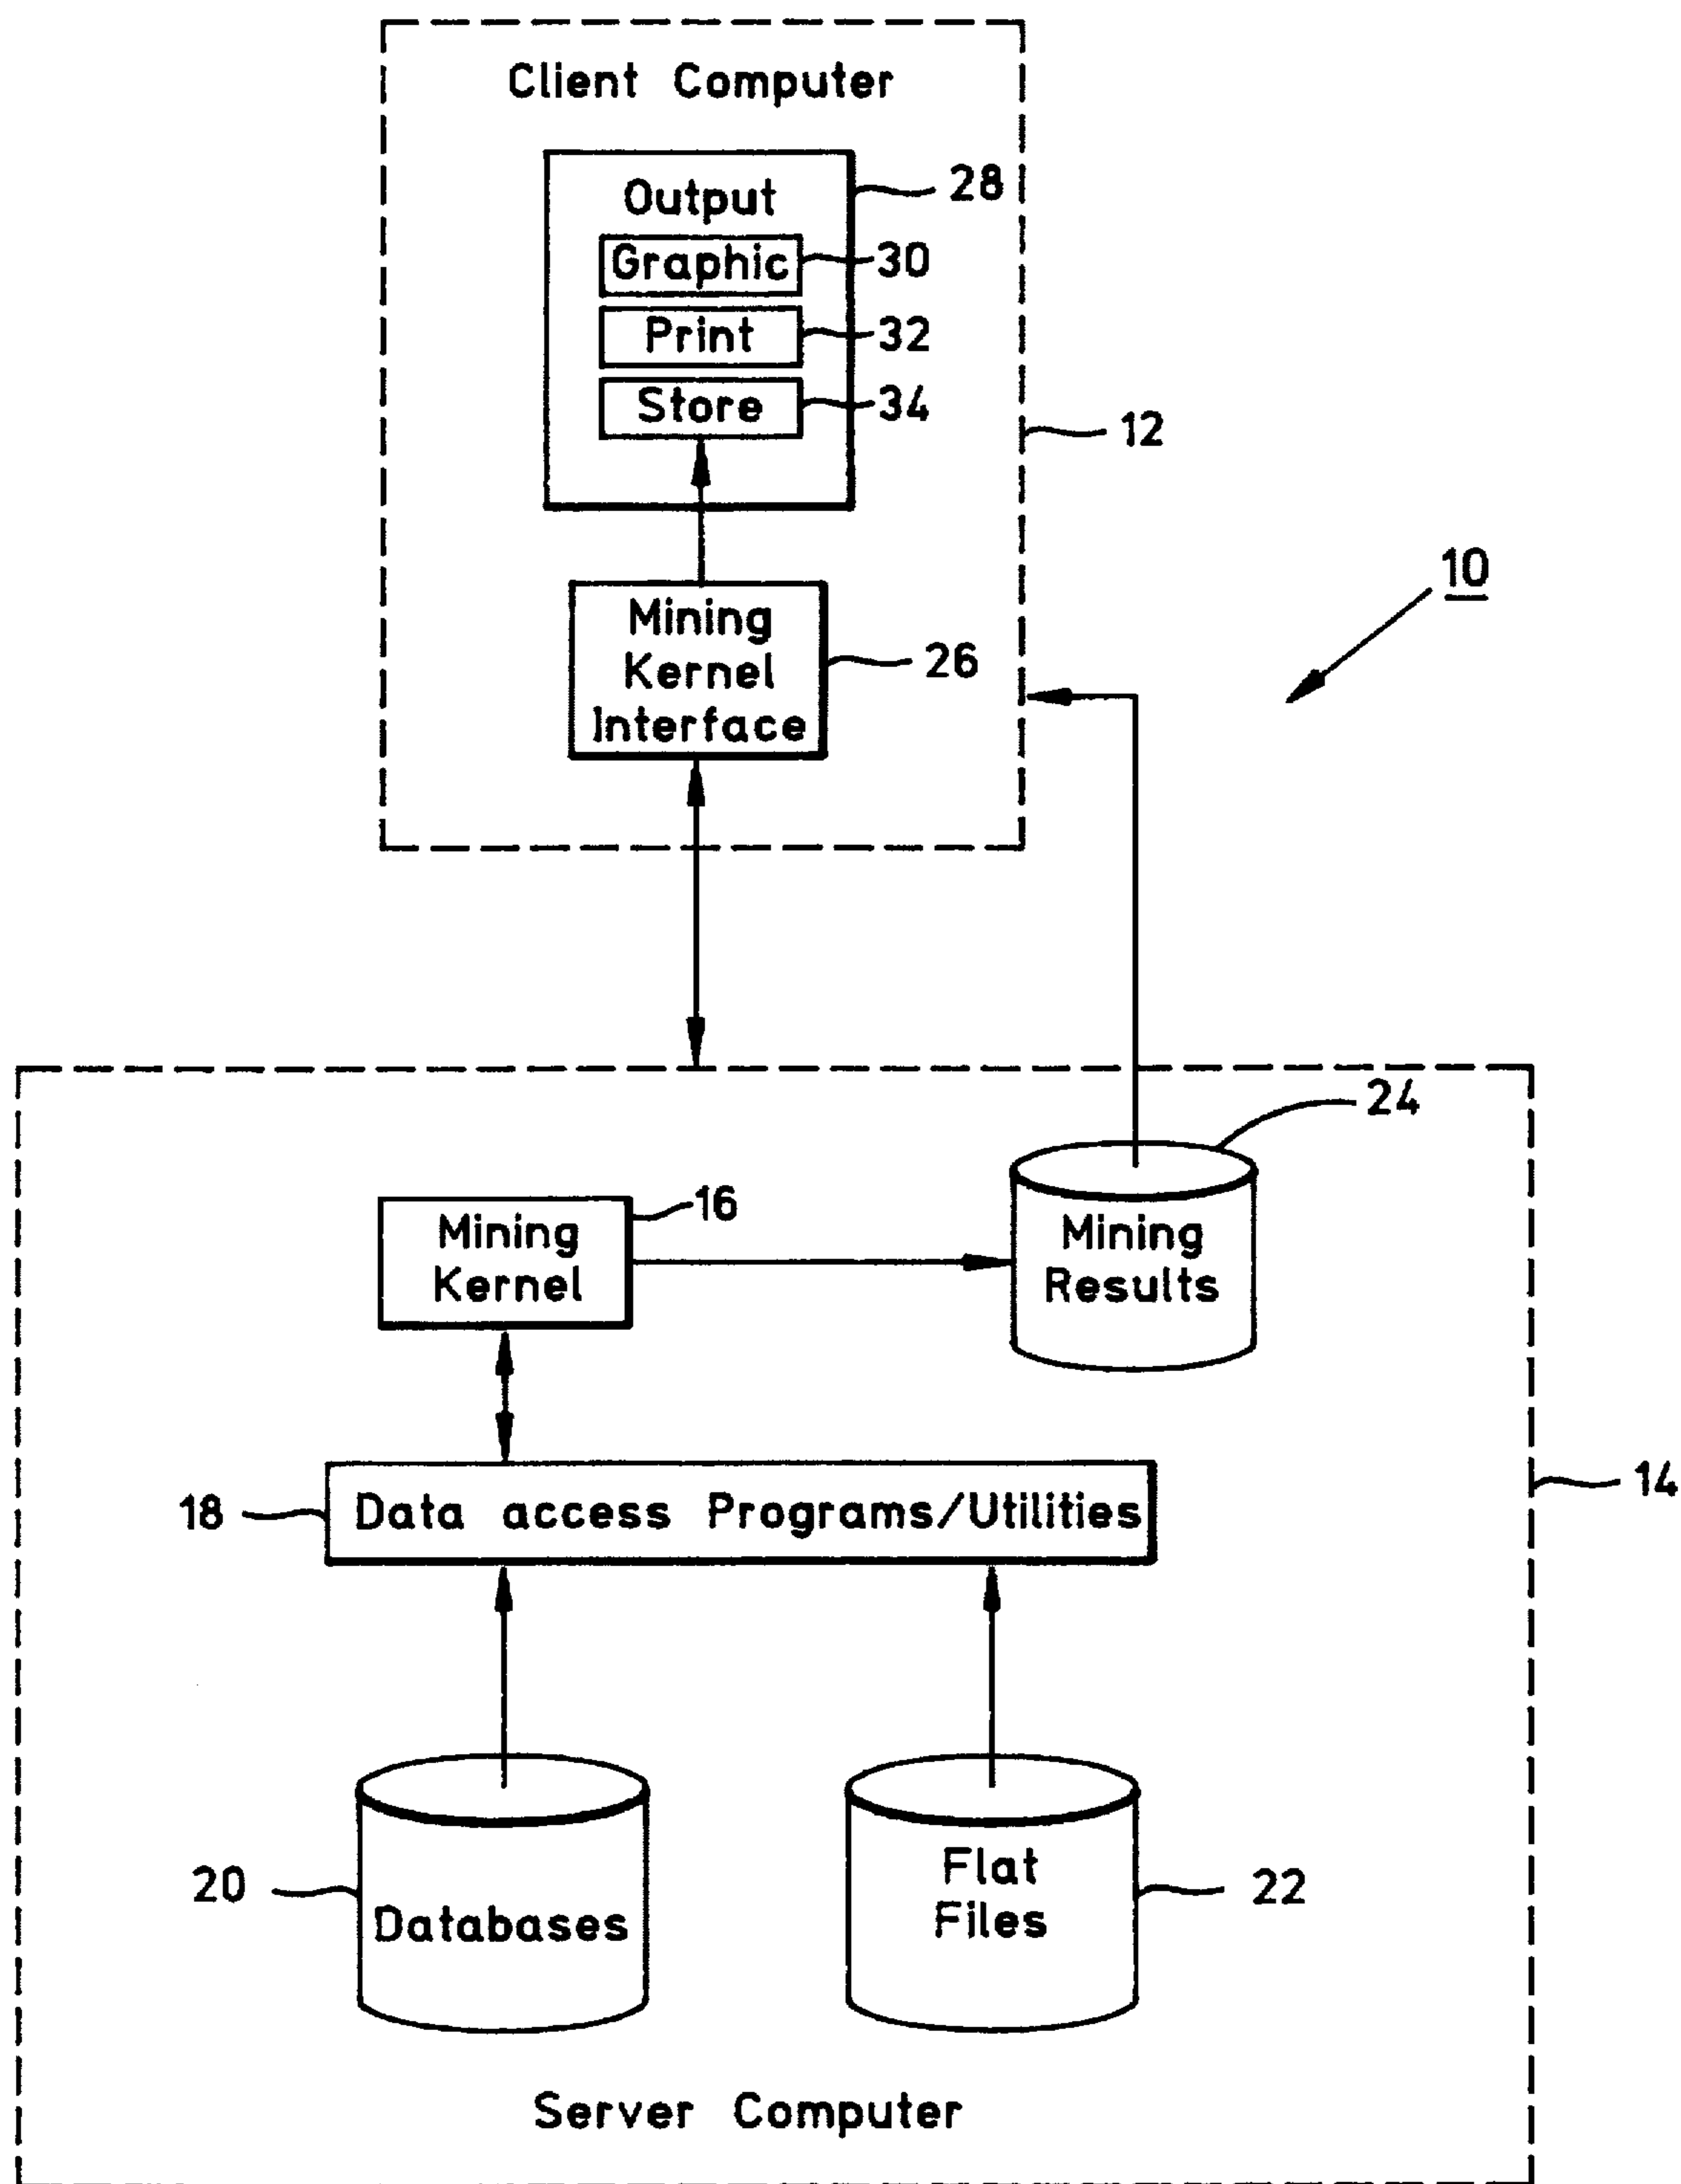 Client Computer
Output
28
Graphic
30
Print
32
Store
34
12
10
Mining
Kernel
Interface
26
24
16
Mining
Kernel
Mining
Results
14
18
Data access Programs/Utilities
20
Databases
Flat
Files
22
Server Computer